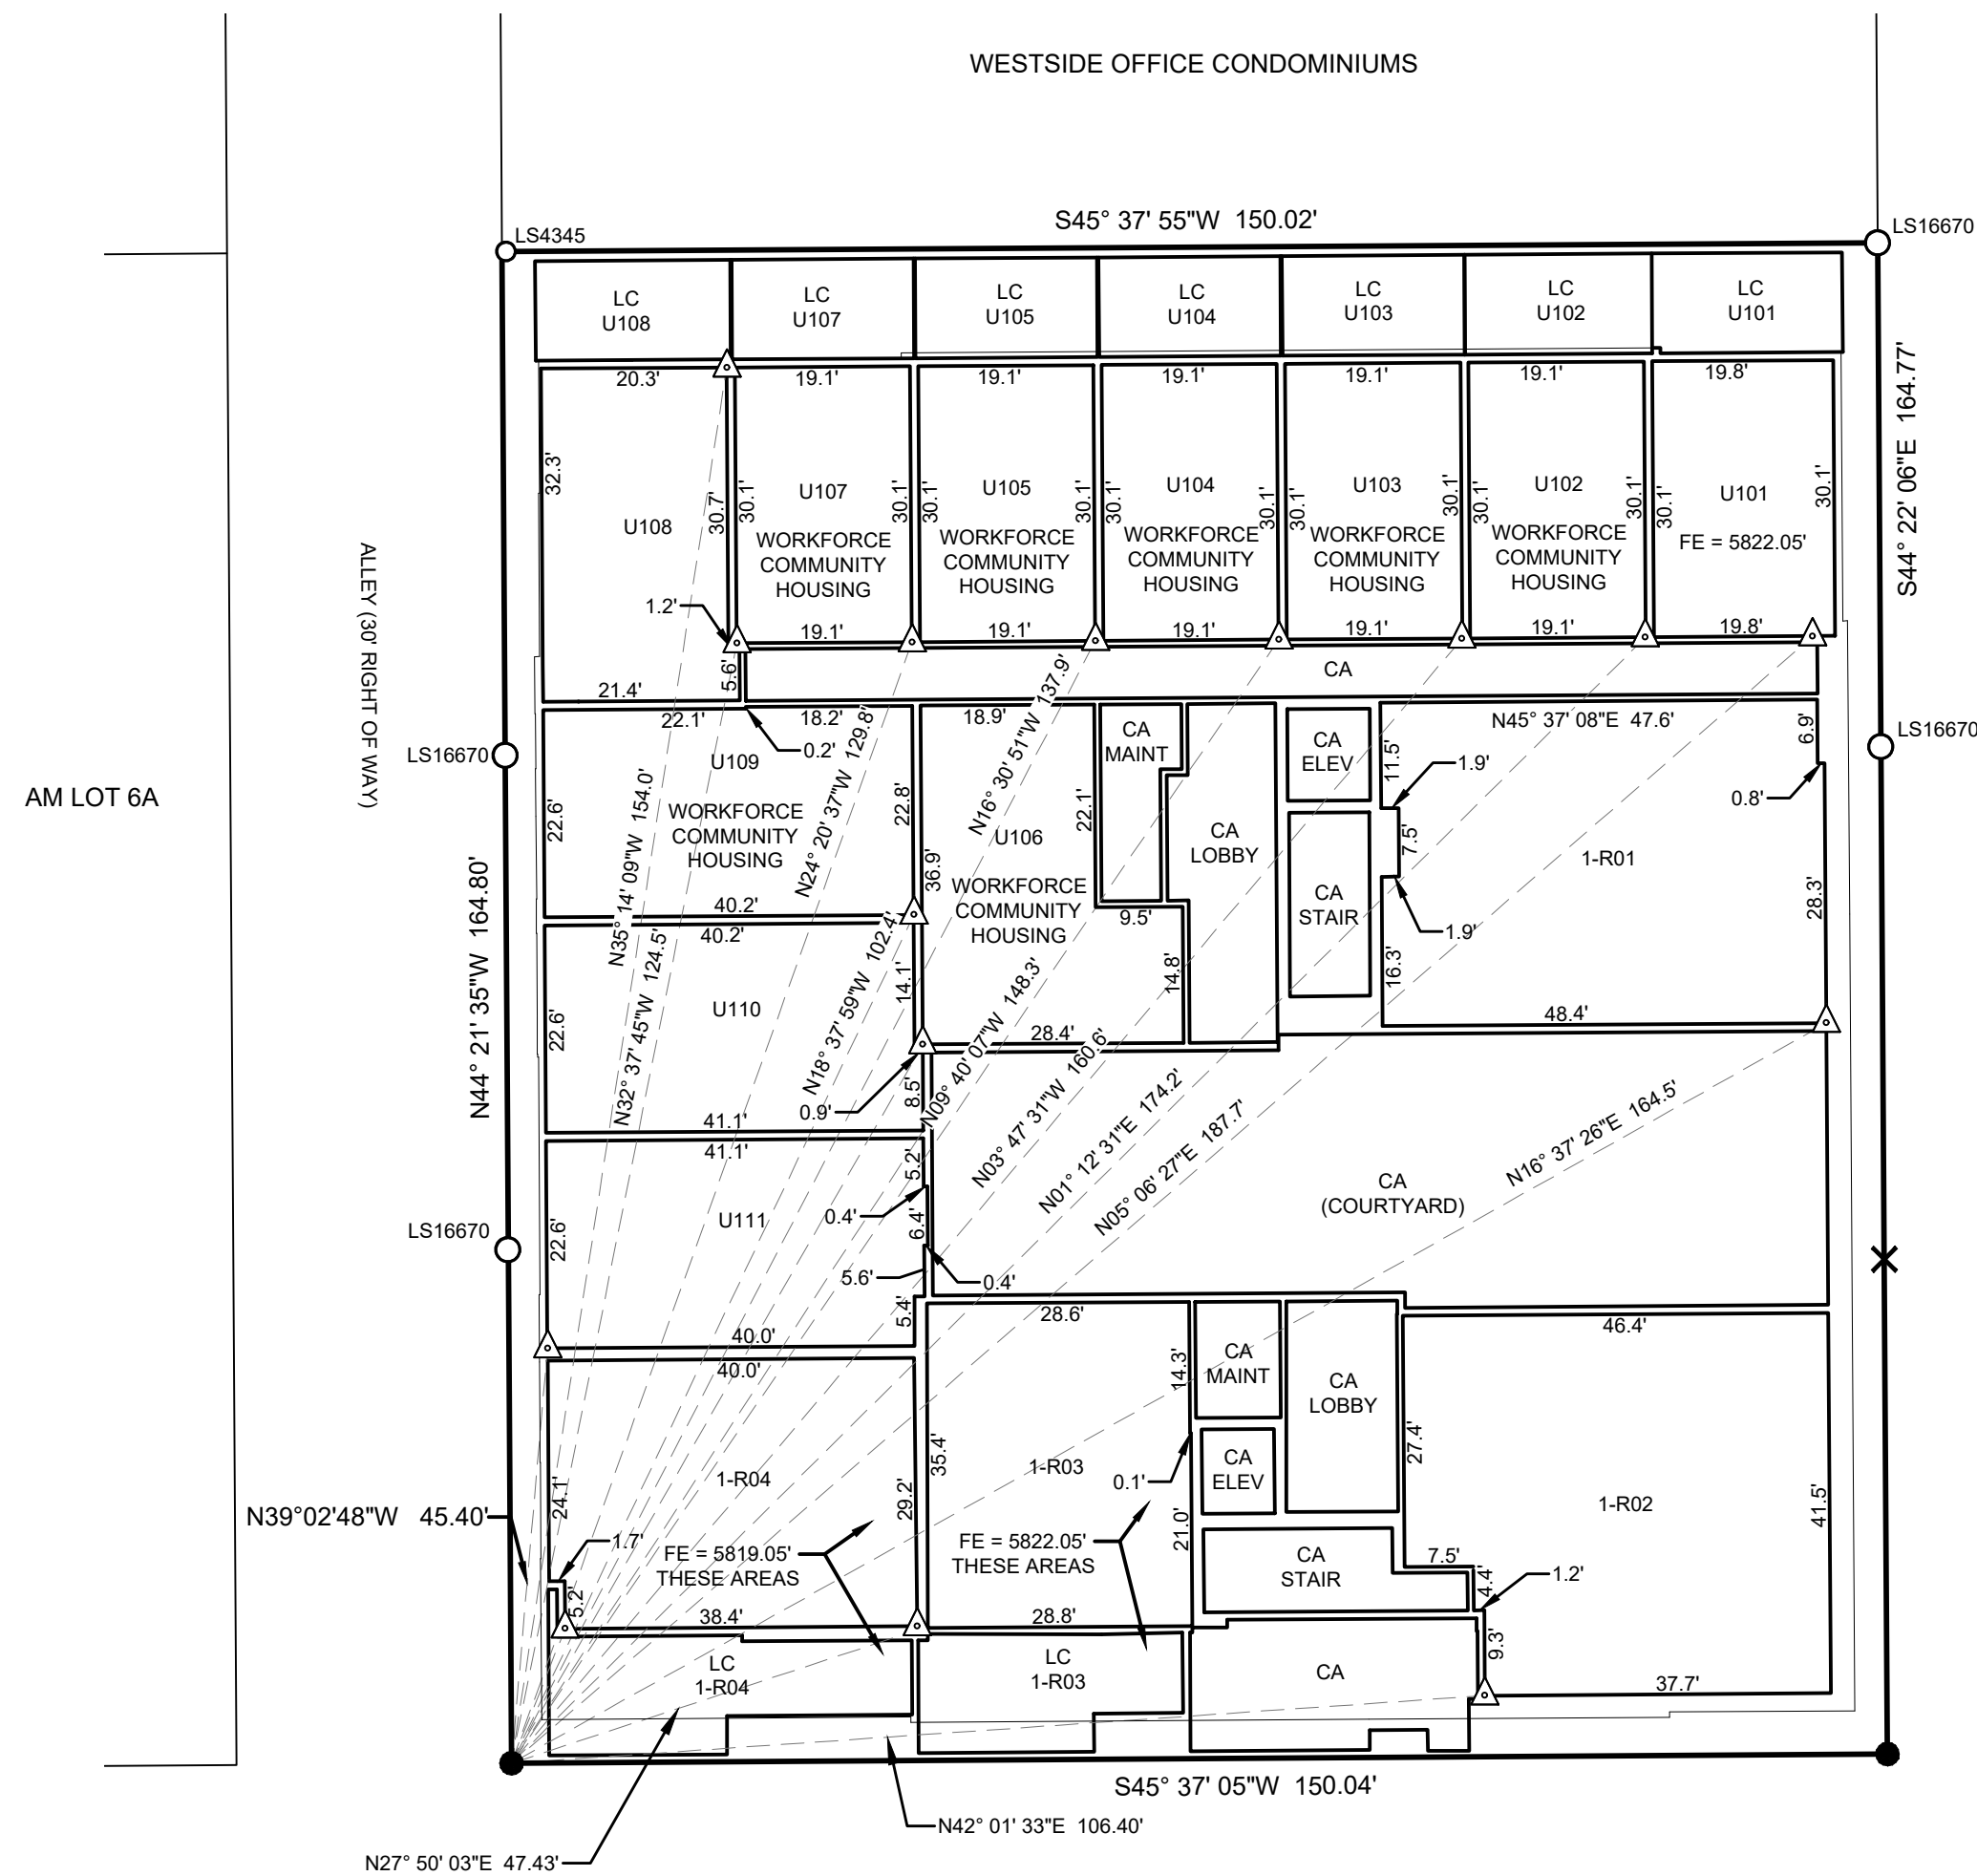 WESTSIDE OFFICE CONDOMINIUMS
S45° 37' 55"W 150.02'
LS4345
LS16670
LC
U108
LC
U107
LC
U105
LC
U104
LC
U103
LC
U102
LC
U101
20.3'
19.1'
19.1'
19.1'
19.1'
19.1'
19.8'
S44° 22' 06"E 164.77'
32.3'
30.7'
30.1'
30.1'
30.1'
30.1'
30.1'
30.1'
30.1'
30.1'
30.1'
30.1'
30.1'
30.1'
U108
U107
WORKFORCE
COMMUNITY
HOUSING
U105
WORKFORCE
COMMUNITY
HOUSING
U104
WORKFORCE
COMMUNITY
HOUSING
U103
WORKFORCE
COMMUNITY
HOUSING
U102
WORKFORCE
COMMUNITY
HOUSING
U101
FE = 5822.05'
ALLEY (30' RIGHT OF WAY)
1.2'
19.1'
19.1'
19.1'
19.1'
19.1'
19.8'
5.6'
CA
21.4'
22.1'
18.2'
18.9'
0.2'
N45° 37' 08"E 47.6'
6.9'
LS16670
LS16670
AM LOT 6A
U109
WORKFORCE
COMMUNITY
HOUSING
22.6'
22.8'
40.2'
CA
MAINT
CA
ELEV
11.5'
1.9'
0.8'
7.5'
1-R01
28.3'
U106
WORKFORCE
COMMUNITY
HOUSING
36.9'
22.1'
9.5'
14.8'
28.4'
CA
LOBBY
CA
STAIR
1.9'
16.3'
48.4'
N44° 21' 35"W 164.80'
N35° 14' 09"W 154.0'
N32° 37' 45"W 124.5'
N24° 20' 37"W 129.8'
N18° 37' 59"W 102.4'
N16° 30' 51"W 137.9'
N09° 40' 07"W 148.3'
N03° 47' 31"W 160.6'
N01° 12' 31"E 174.2'
N05° 06' 27"E 187.7'
N16° 37' 26"E 164.5'
40.2'
U110
22.6'
14.1'
0.9'
8.5'
41.1'
41.1'
U111
LS16670
22.6'
5.2'
0.4'
6.4'
0.4'
5.6'
5.4'
40.0'
CA
(COURTYARD)
40.0'
28.6'
46.4'
1-R04
24.1'
29.2'
N39°02'48"W 45.40'
1.7'
5.2'
FE = 5819.05'
THESE AREAS
38.4'
1-R03
35.4'
14.3'
0.1'
21.0'
FE = 5822.05'
THESE AREAS
28.8'
CA
MAINT
CA
ELEV
CA
LOBBY
CA
STAIR
27.4'
7.5'
4.4'
1.2'
9.3'
1-R02
41.5'
37.7'
LC
1-R04
LC
1-R03
CA
S45° 37' 05"W 150.04'
N42° 01' 33"E 106.40'
N27° 50' 03"E 47.43'